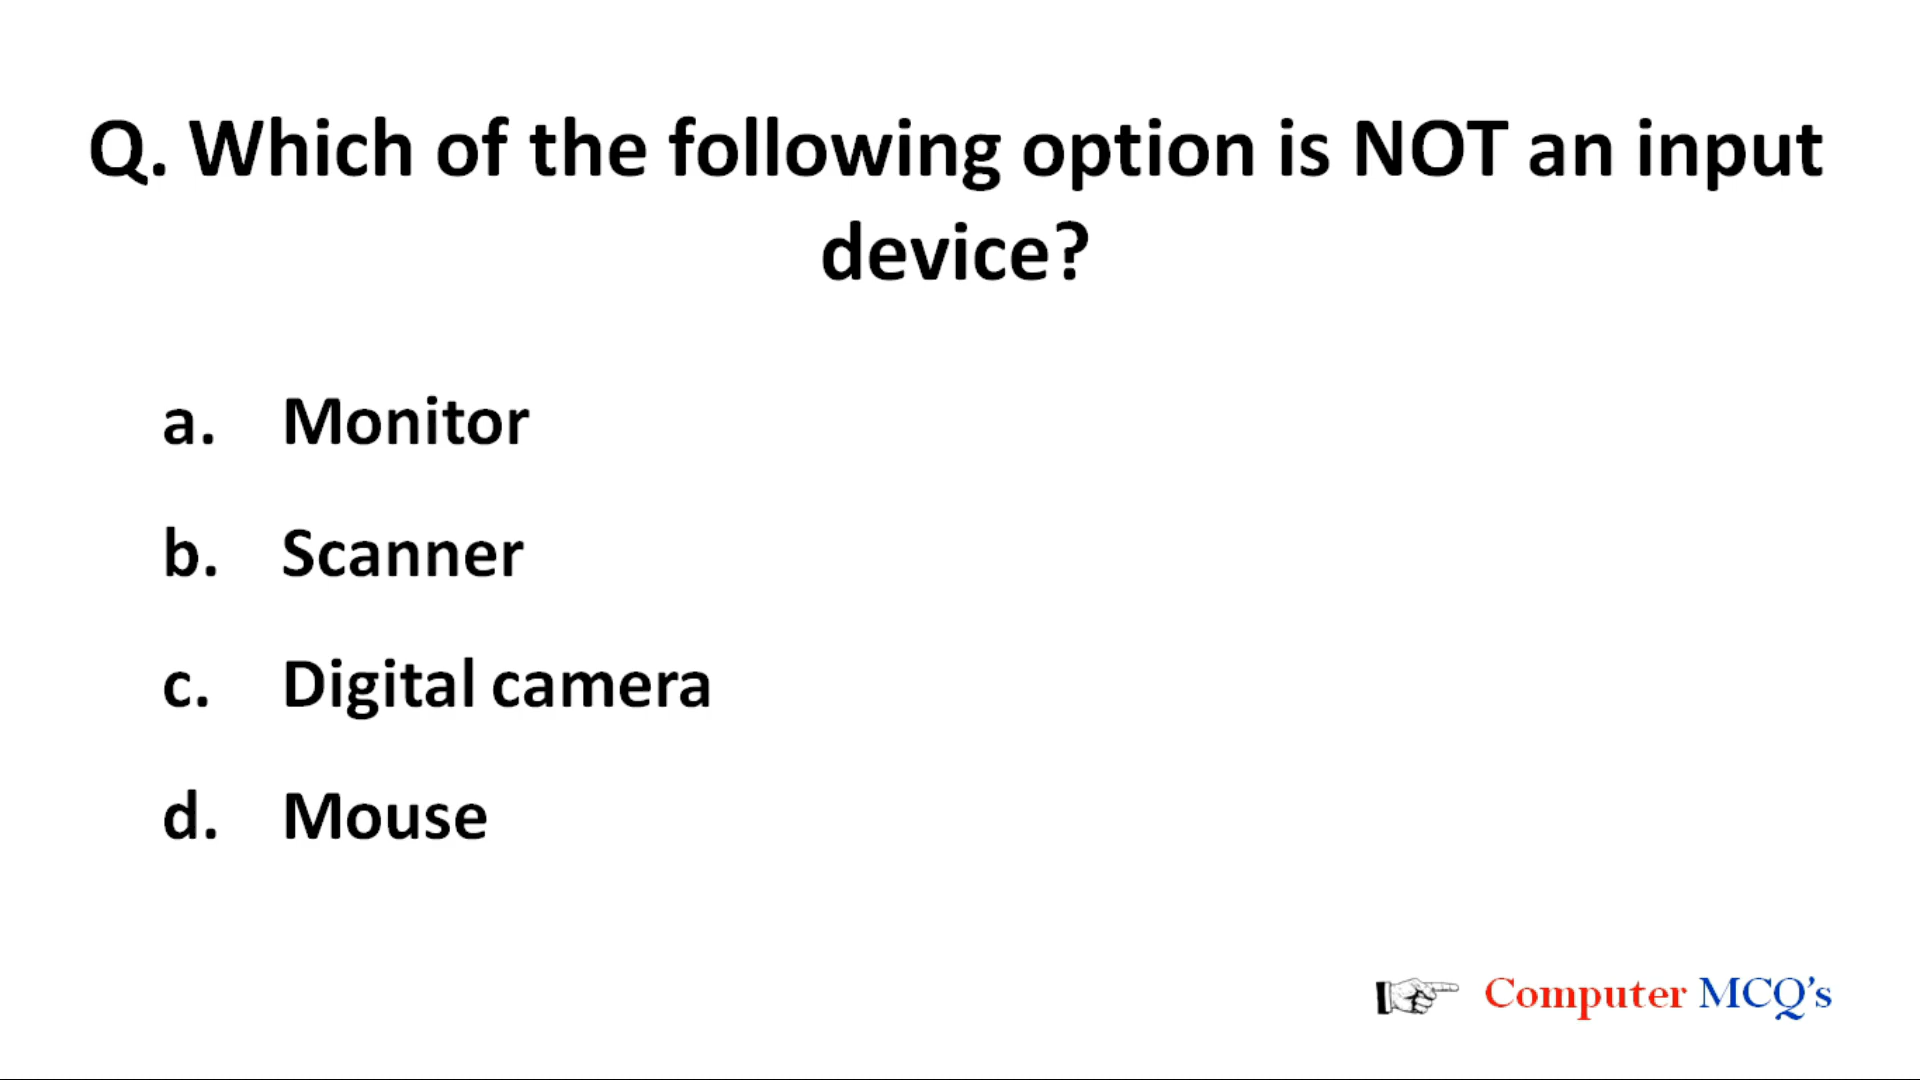 Q. Which of the following option is NOT an input
device?
a. Monitor
b. Scanner
c. Digital camera
d. Mouse
Computer MCQ’s